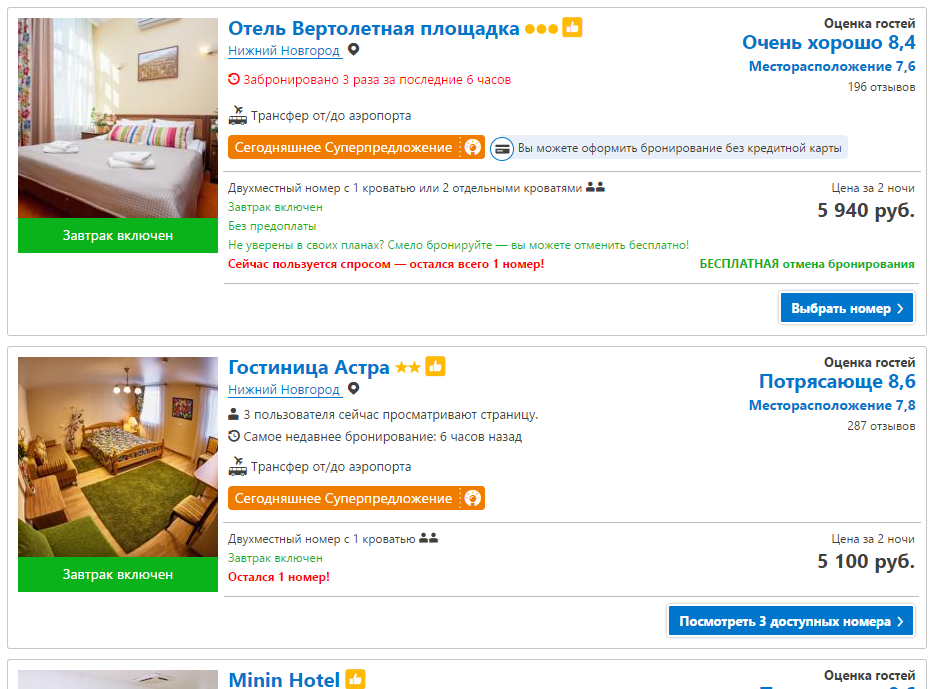 Отель Вертолетная площадка
Нижний Новгород
Забронировано 3 раза за последние 6 часов
Трансфер от/до аэропорта
Сегодняшнее Суперпредложение
Вы можете оформить бронирование без кредитной карты
Оценка гостей
Очень хорошо 8,4
Месторасположение 7,6
196 отзывов
Двухместный номер с 1 кроватью или 2 отдельными кроватями
Завтрак включен
Без предоплаты
Не уверены в своих планах? Смело бронируйте — вы можете отменить бесплатно!
Сейчас пользуется спросом — остался всего 1 номер!
Цена за 2 ночи
5 940 руб.
БЕСПЛАТНАЯ отмена бронирования
Завтрак включен
Выбрать номер
Гостиница Астра
Нижний Новгород
3 пользователя сейчас просматривают страницу.
Самое недавнее бронирование: 6 часов назад
Трансфер от/до аэропорта
Сегодняшнее Суперпредложение
Оценка гостей
Потрясающе 8,6
Месторасположение 7,8
287 отзывов
Двухместный номер с 1 кроватью
Завтрак включен
Остался 1 номер!
Цена за 2 ночи
5 100 руб.
Завтрак включен
Посмотреть 3 доступных номера
Minin Hotel
Оценка гостей